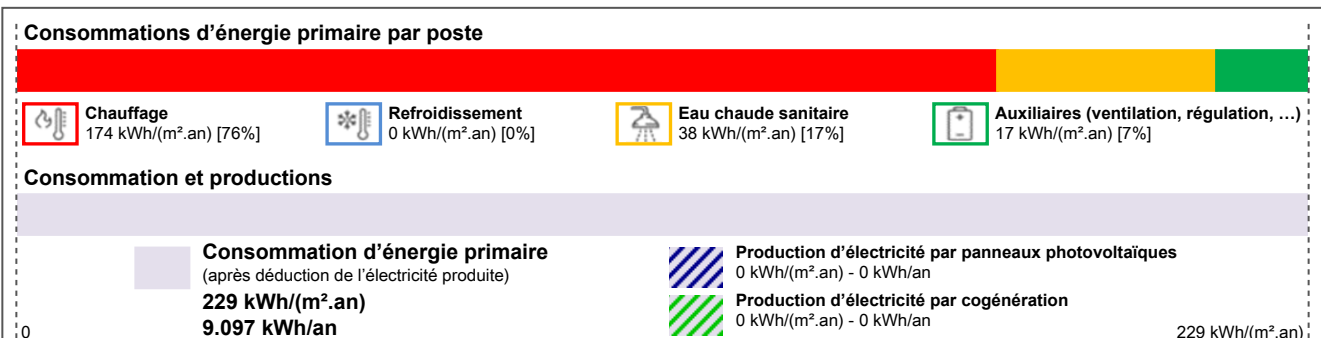 Consommations d’énergie primaire par poste
Chauffage
174 kWh/(m².an) [76%]
Refroidissement
0 kWh/(m².an) [0%]
Eau chaude sanitaire
38 kWh/(m².an) [17%]
Auxiliaires (ventilation, régulation, …)
17 kWh/(m².an) [7%]
Consommation et productions
Consommation d’énergie primaire
(après déduction de l’électricité produite)
229 kWh/(m².an)
9.097 kWh/an
Production d’électricité par panneaux photovoltaïques
0 kWh/(m².an) - 0 kWh/an
Production d’électricité par cogénération
0 kWh/(m².an) - 0 kWh/an
0
229 kWh/(m².an)